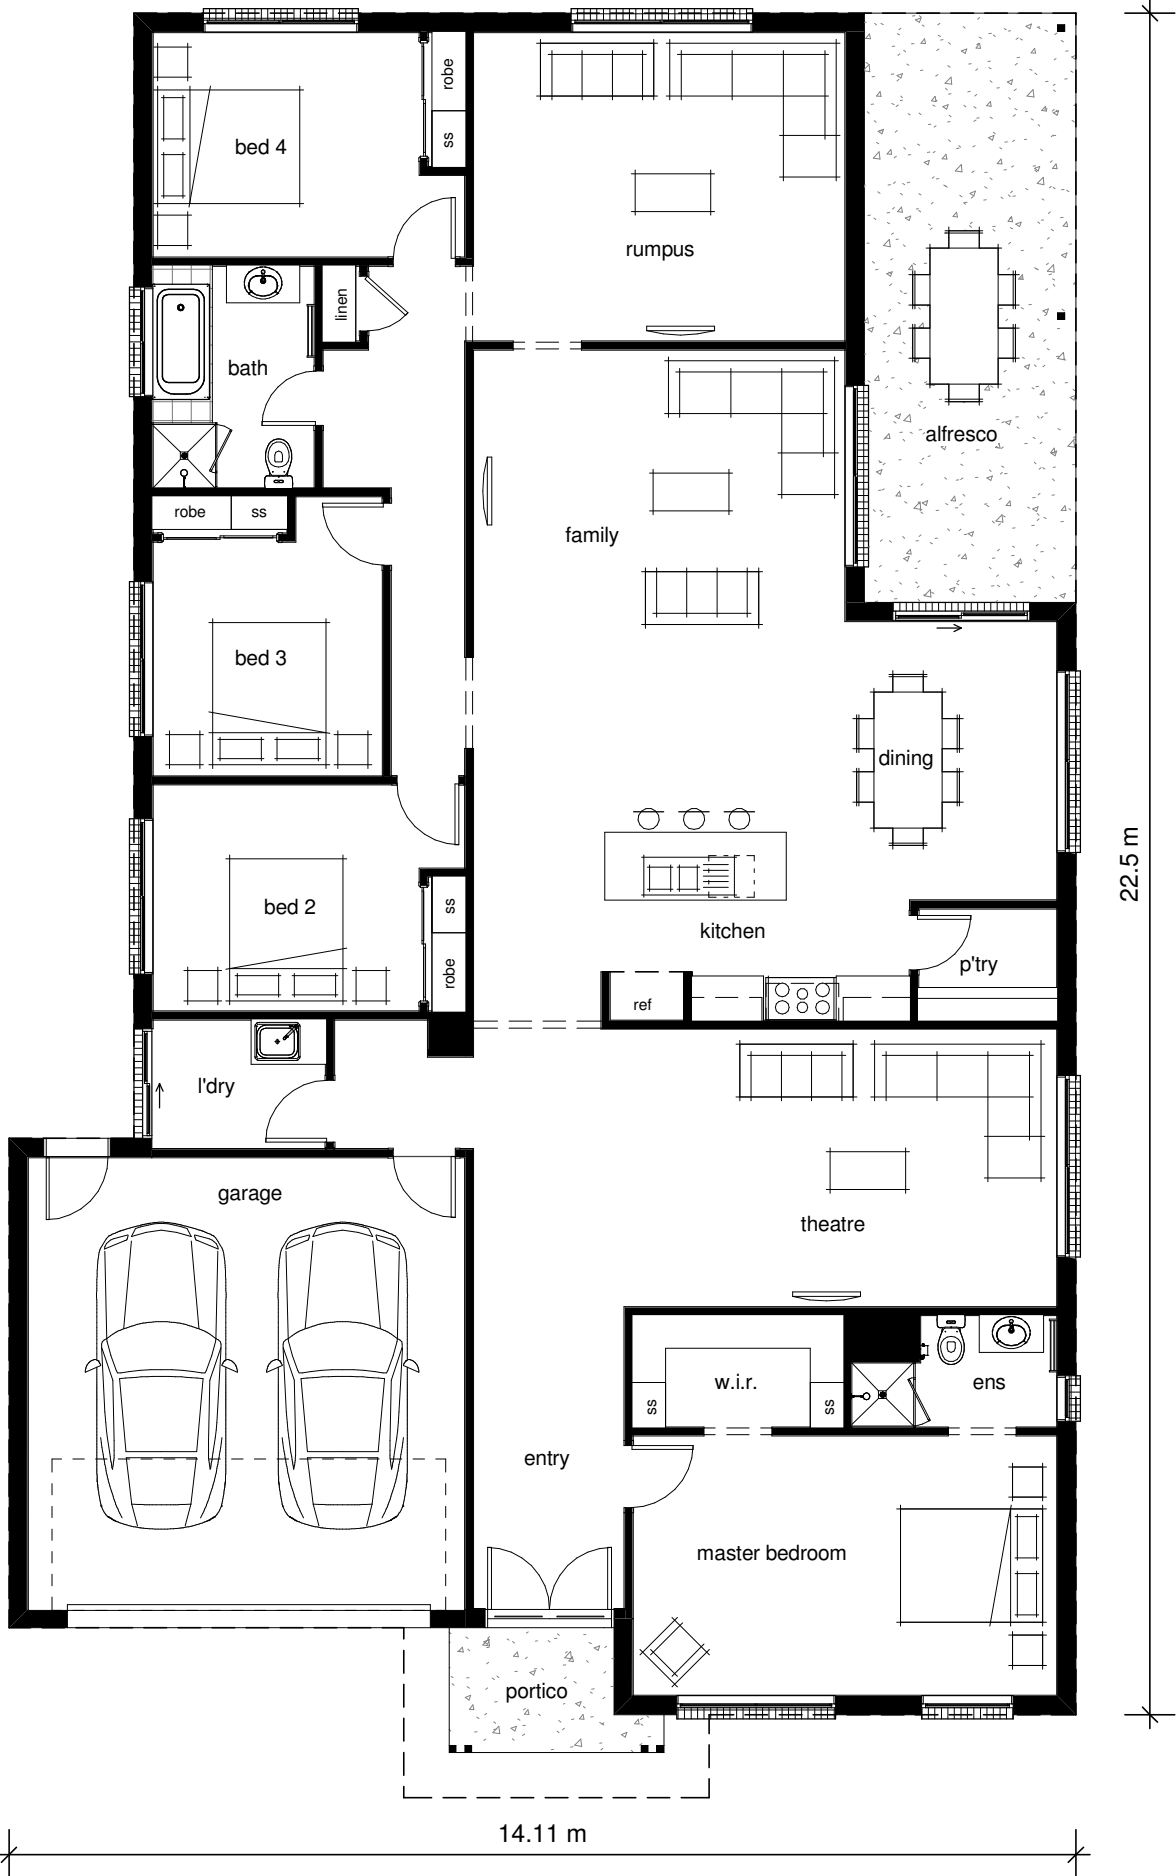 robe
ss
bed 4
rumpus
linen
bath
alfresco
robe
ss
family
bed 3
dining
22.5 m
bed 2
ss
robe
kitchen
p'try
ref
l'dry
garage
theatre
w.i.r.
ss
ss
ens
entry
master bedroom
portico
14.11 m